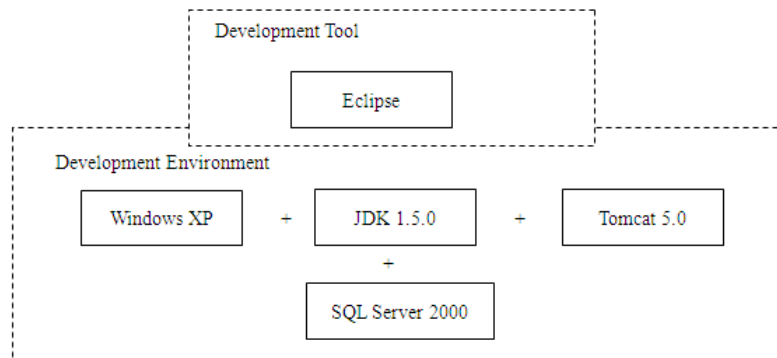 Development Tool
Eclipse
Development Environment
Windows XP + JDK 1.5.0 + Tomcat 5.0
+
SQL Server 2000